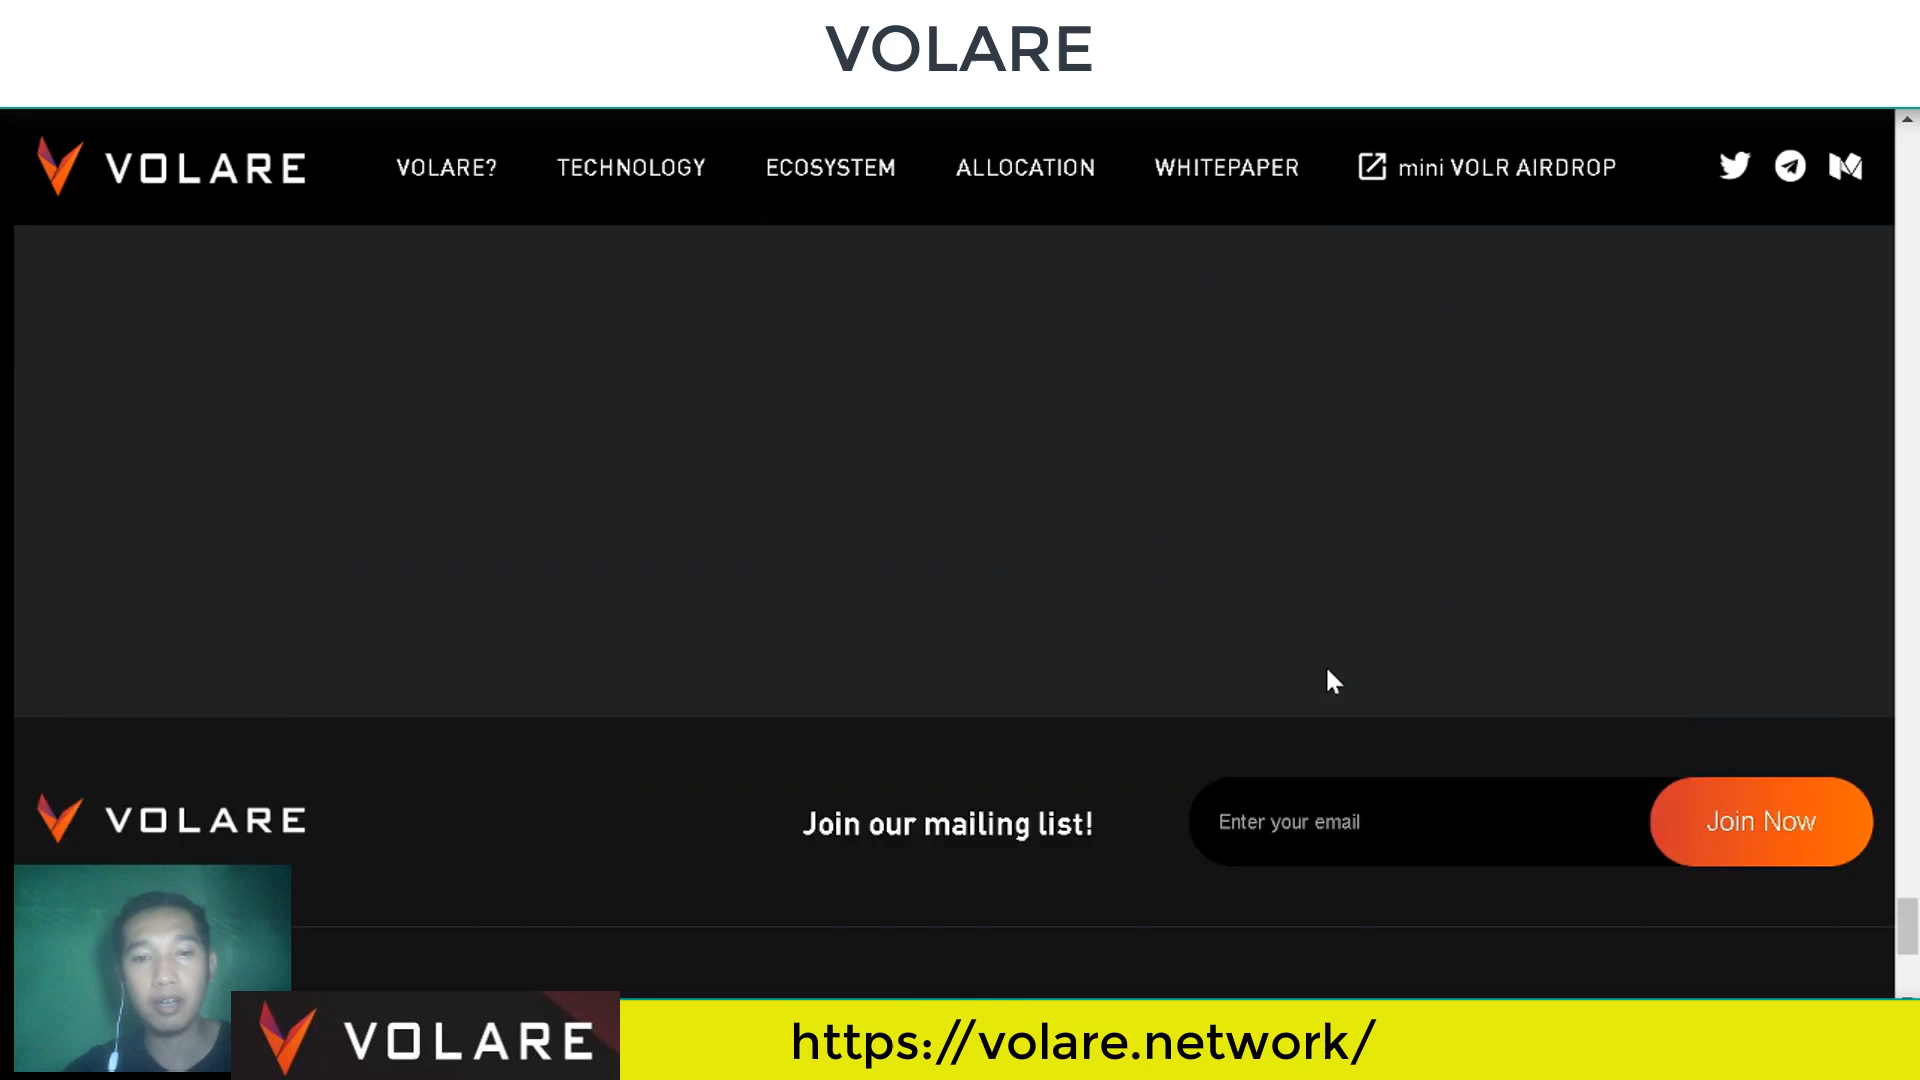 VOLARE
VOLARE VOLARE? TECHNOLOGY ECOSYSTEM ALLOCATION WHITEPAPER mini VOLR AIRDROP
VOLARE Join our mailing list! Enter your email Join Now
VOLARE https://volare.network/